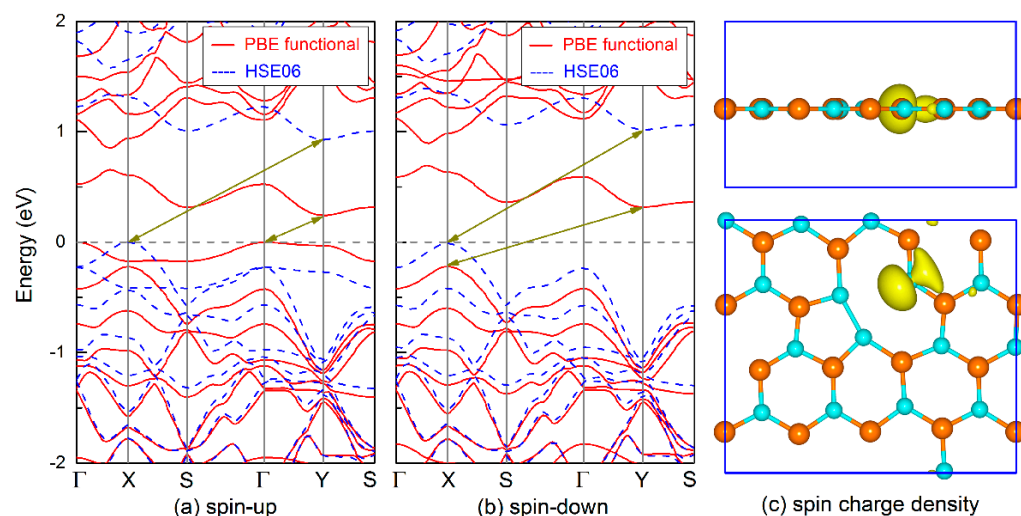 Energy (eV)
2
1
0
-1
-2
PBE functional
HSE06
Γ X S Γ Y S
(a) spin-up
PBE functional
HSE06
Γ X S Γ Y S
(b) spin-down
(c) spin charge density